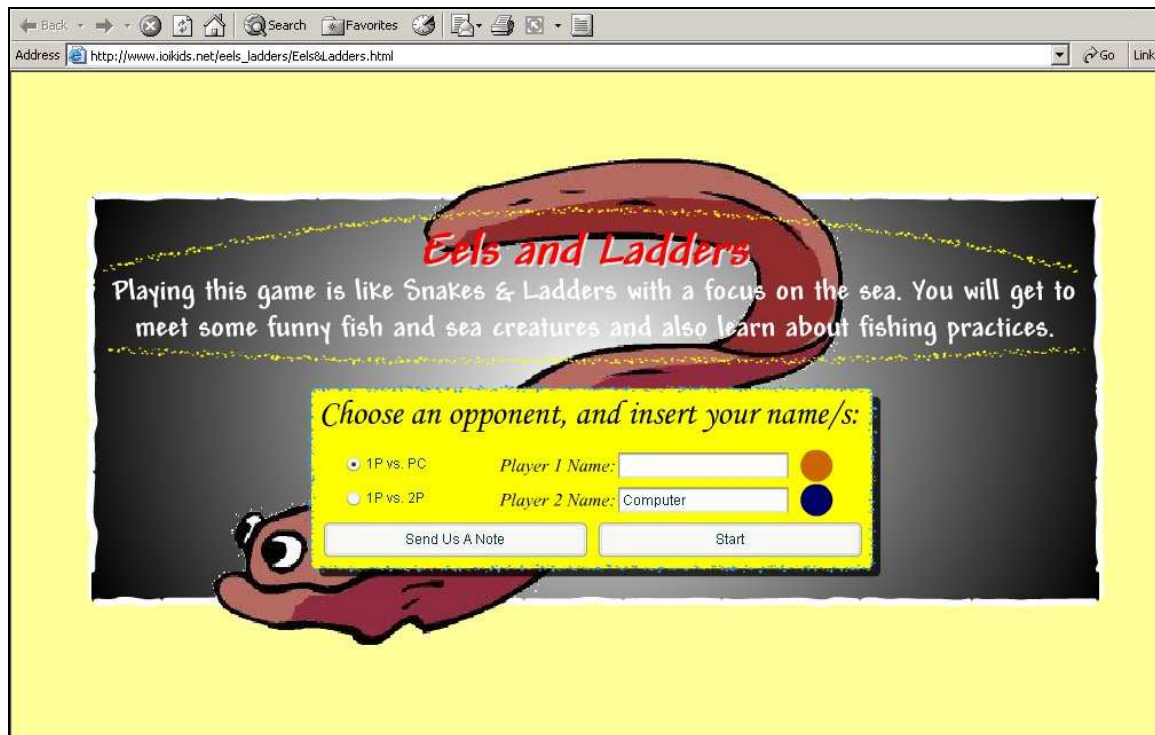 Back Search Favorites
Address http://www.ioikids.net/eels_ladders/Eels&Ladders.html Go Link
Eels and Ladders
Playing this game is like Snakes & Ladders with a focus on the sea. You will get to
meet some funny fish and sea creatures and also learn about fishing practices.
Choose an opponent, and insert your name/s:
1P vs. PC Player 1 Name:
1P vs. 2P Player 2 Name: Computer
Send Us A Note Start